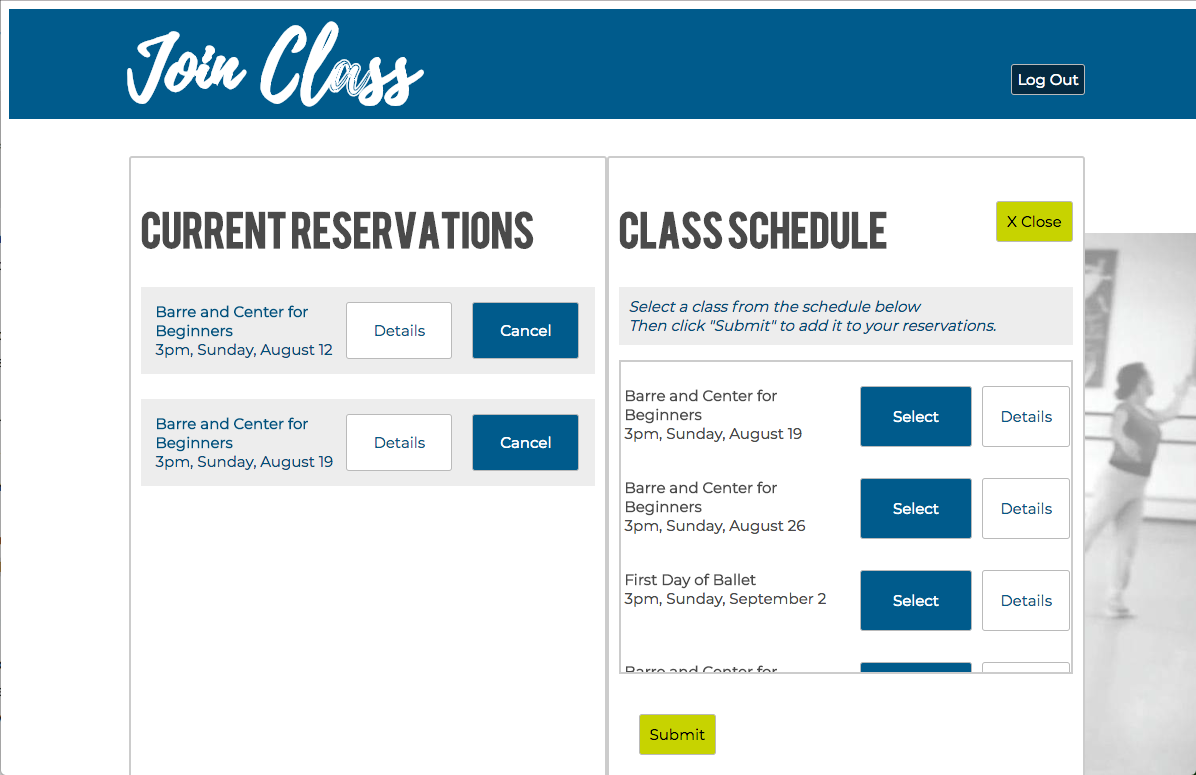 Join Class
Log Out
CURRENT RESERVATIONS
Barre and Center for
Beginners
3pm, Sunday, August 12
Details
Cancel
Barre and Center for
Beginners
3pm, Sunday, August 19
Details
Cancel
CLASS SCHEDULE
X Close
Select a class from the schedule below
Then click "Submit" to add it to your reservations.
Barre and Center for
Beginners
3pm, Sunday, August 19
Select
Details
Barre and Center for
Beginners
3pm, Sunday, August 26
Select
Details
First Day of Ballet
3pm, Sunday, September 2
Select
Details
Barre and Center for
Submit